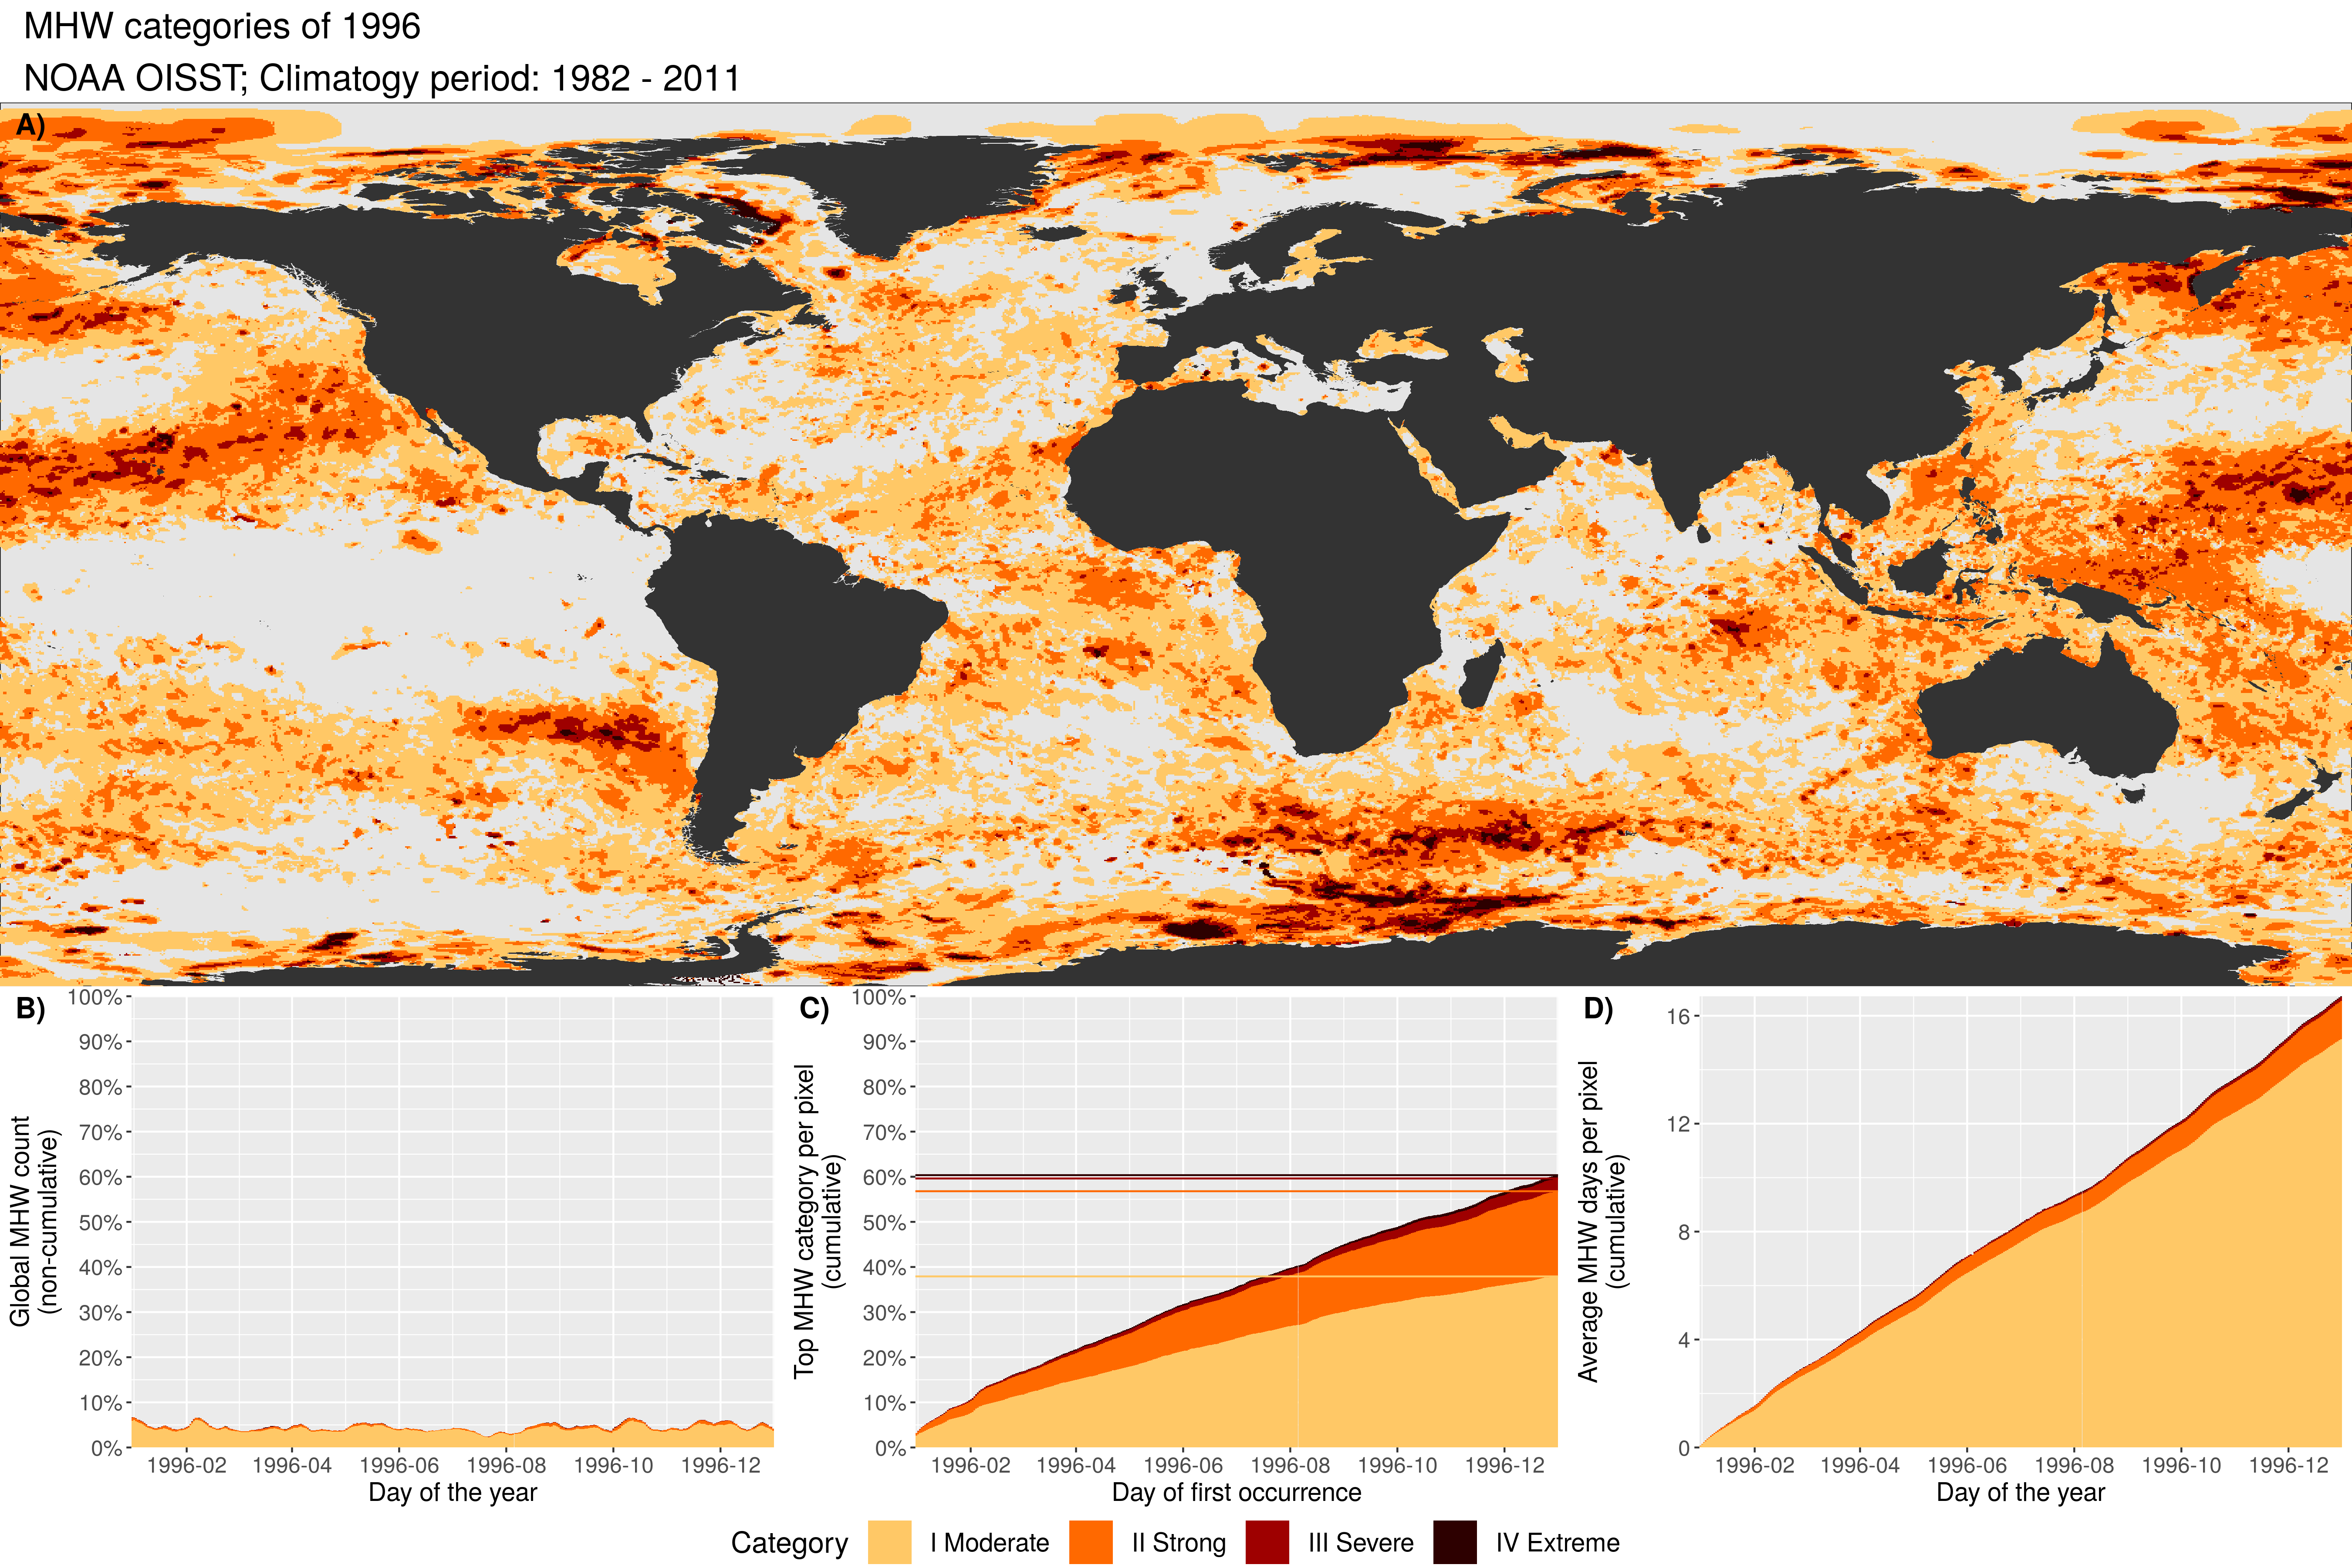 MHW categories of 1996
NOAA OISST; Climatogy period: 1982 - 2011
A)
B)
Global MHW count
(non-cumulative)
100%
90%
80%
70%
60%
50%
40%
30%
20%
10%
0%
1996-02 1996-04 1996-06 1996-08 1996-10 1996-12
Day of the year
C)
Top MHW category per pixel
(cumulative)
100%
90%
80%
70%
60%
50%
40%
30%
20%
10%
0%
1996-02 1996-04 1996-06 1996-08 1996-10 1996-12
Day of first occurrence
D)
Average MHW days per pixel
(cumulative)
16
12
8
4
0
1996-02 1996-04 1996-06 1996-08 1996-10 1996-12
Day of the year
Category I Moderate II Strong III Severe IV Extreme